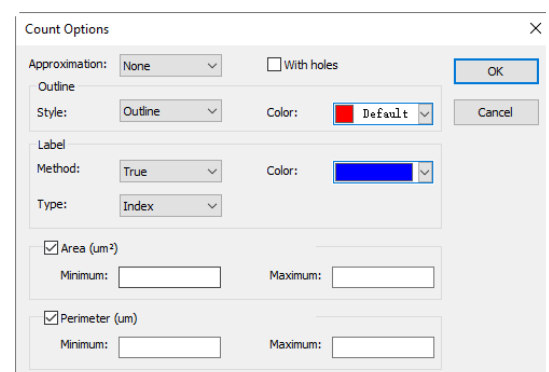 Count Options
Approximation: None With holes OK
Outline
Style: Outline Color: Default Cancel
Label
Method: True Color:
Type: Index
Area (um²)
Minimum: Maximum:
Perimeter (um)
Minimum: Maximum: